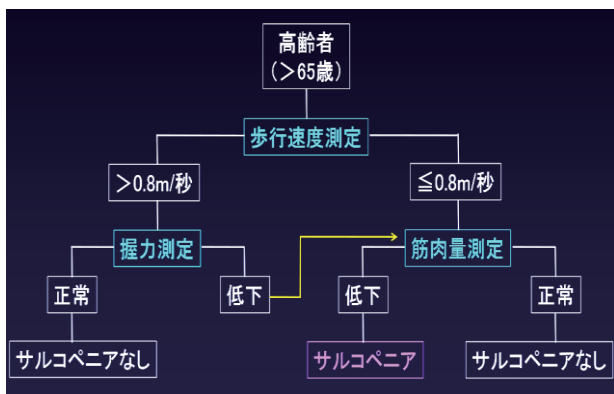 高齢者
（＞65歳）
歩行速度測定
＞0.8m/秒
≦0.8m/秒
握力測定
筋肉量測定
正常
低下
低下
正常
サルコペニアなし
サルコペニア
サルコペニアなし